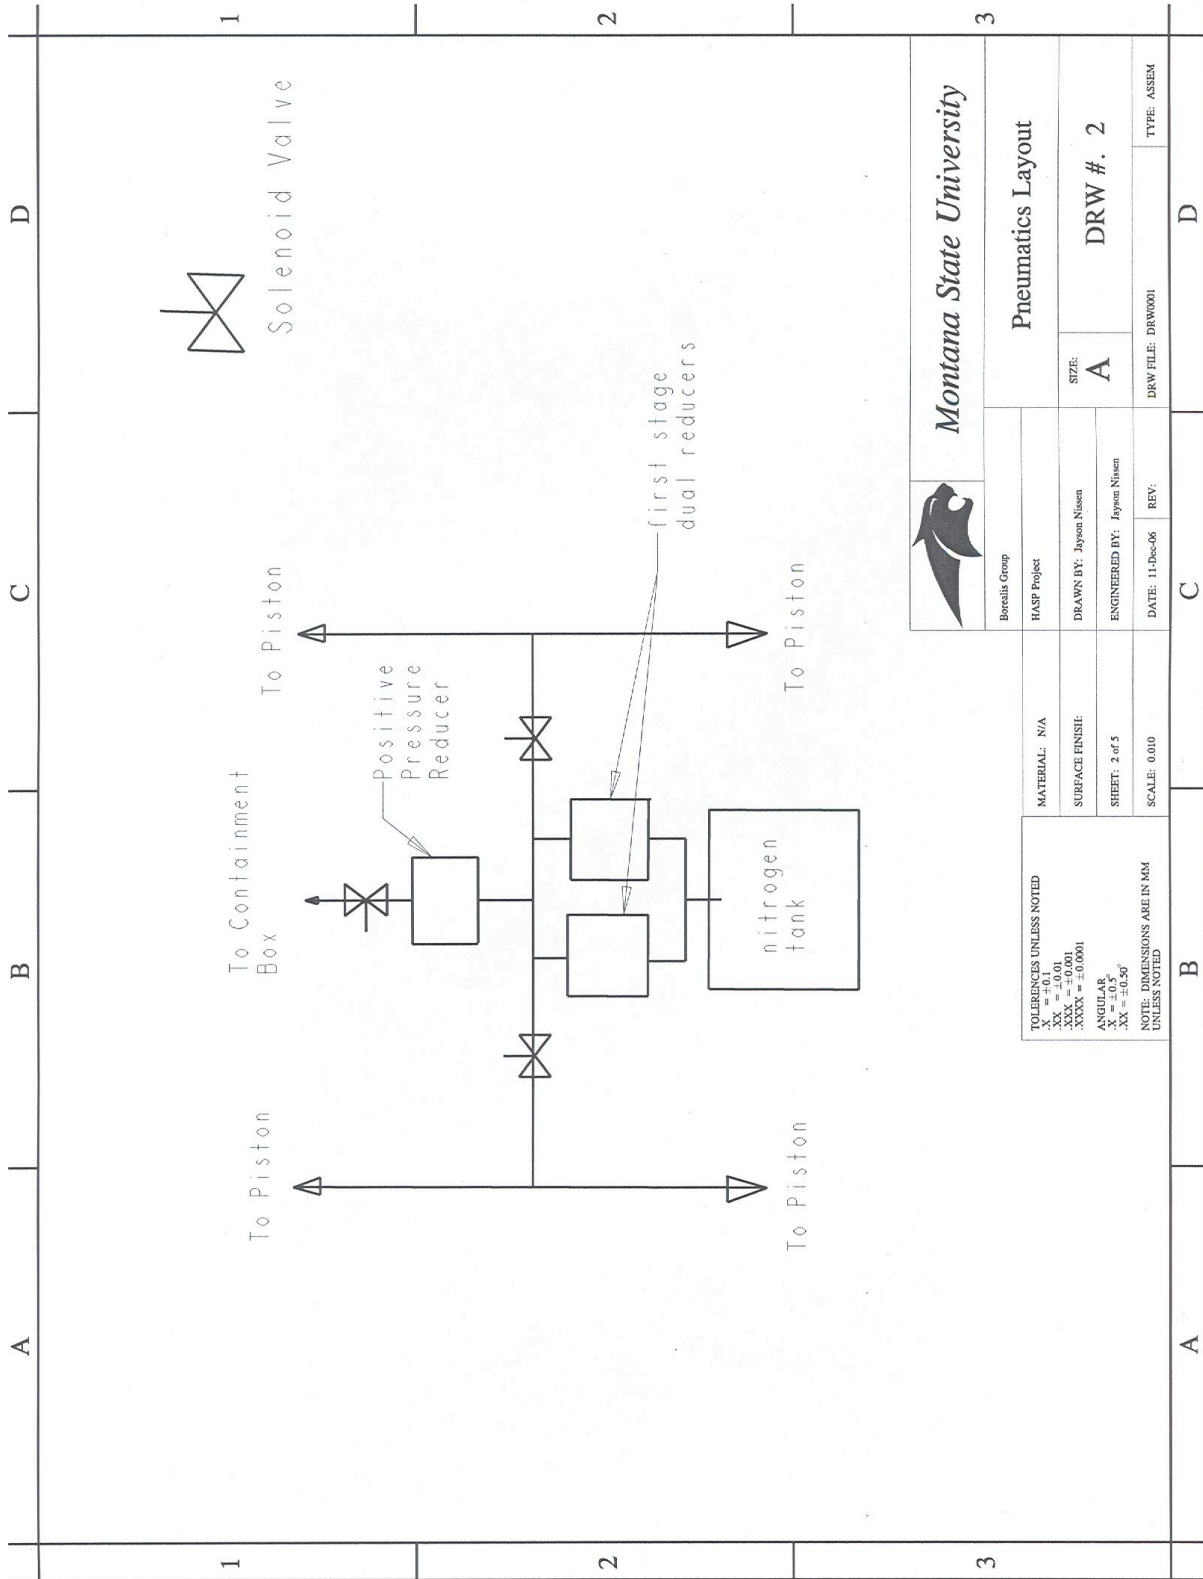 A
B
C
D
1
2
3
1
2
3
A
B
C
D
Solenoid Valve
To Containment
Box
To Piston
To Piston
Positive
Pressure
Reducer
first stage
dual reducers
nitrogen
tank
To Piston
To Piston
TOLERENCES UNLESS NOTED
.X = ±0.1
.XX = ±0.01
.XXX = ±0.001
.XXXX = ±0.0001
ANGULAR
.X = ±0.5°
.XX = ±0.50°
NOTE: DIMENSIONS ARE IN MM
UNLESS NOTED
MATERIAL: N/A
SURFACE FINISH:
SHEET: 2 of 5
SCALE: 0.010
Montana State University
Borealis Group
HASP Project
DRAWN BY: Jayson Nissen
ENGINEERED BY: Jayson Nissen
DATE: 11-Dec-06
REV:
Pneumatics Layout
SIZE:
A
DRW #. 2
DRW FILE: DRW0001
TYPE: ASSEM